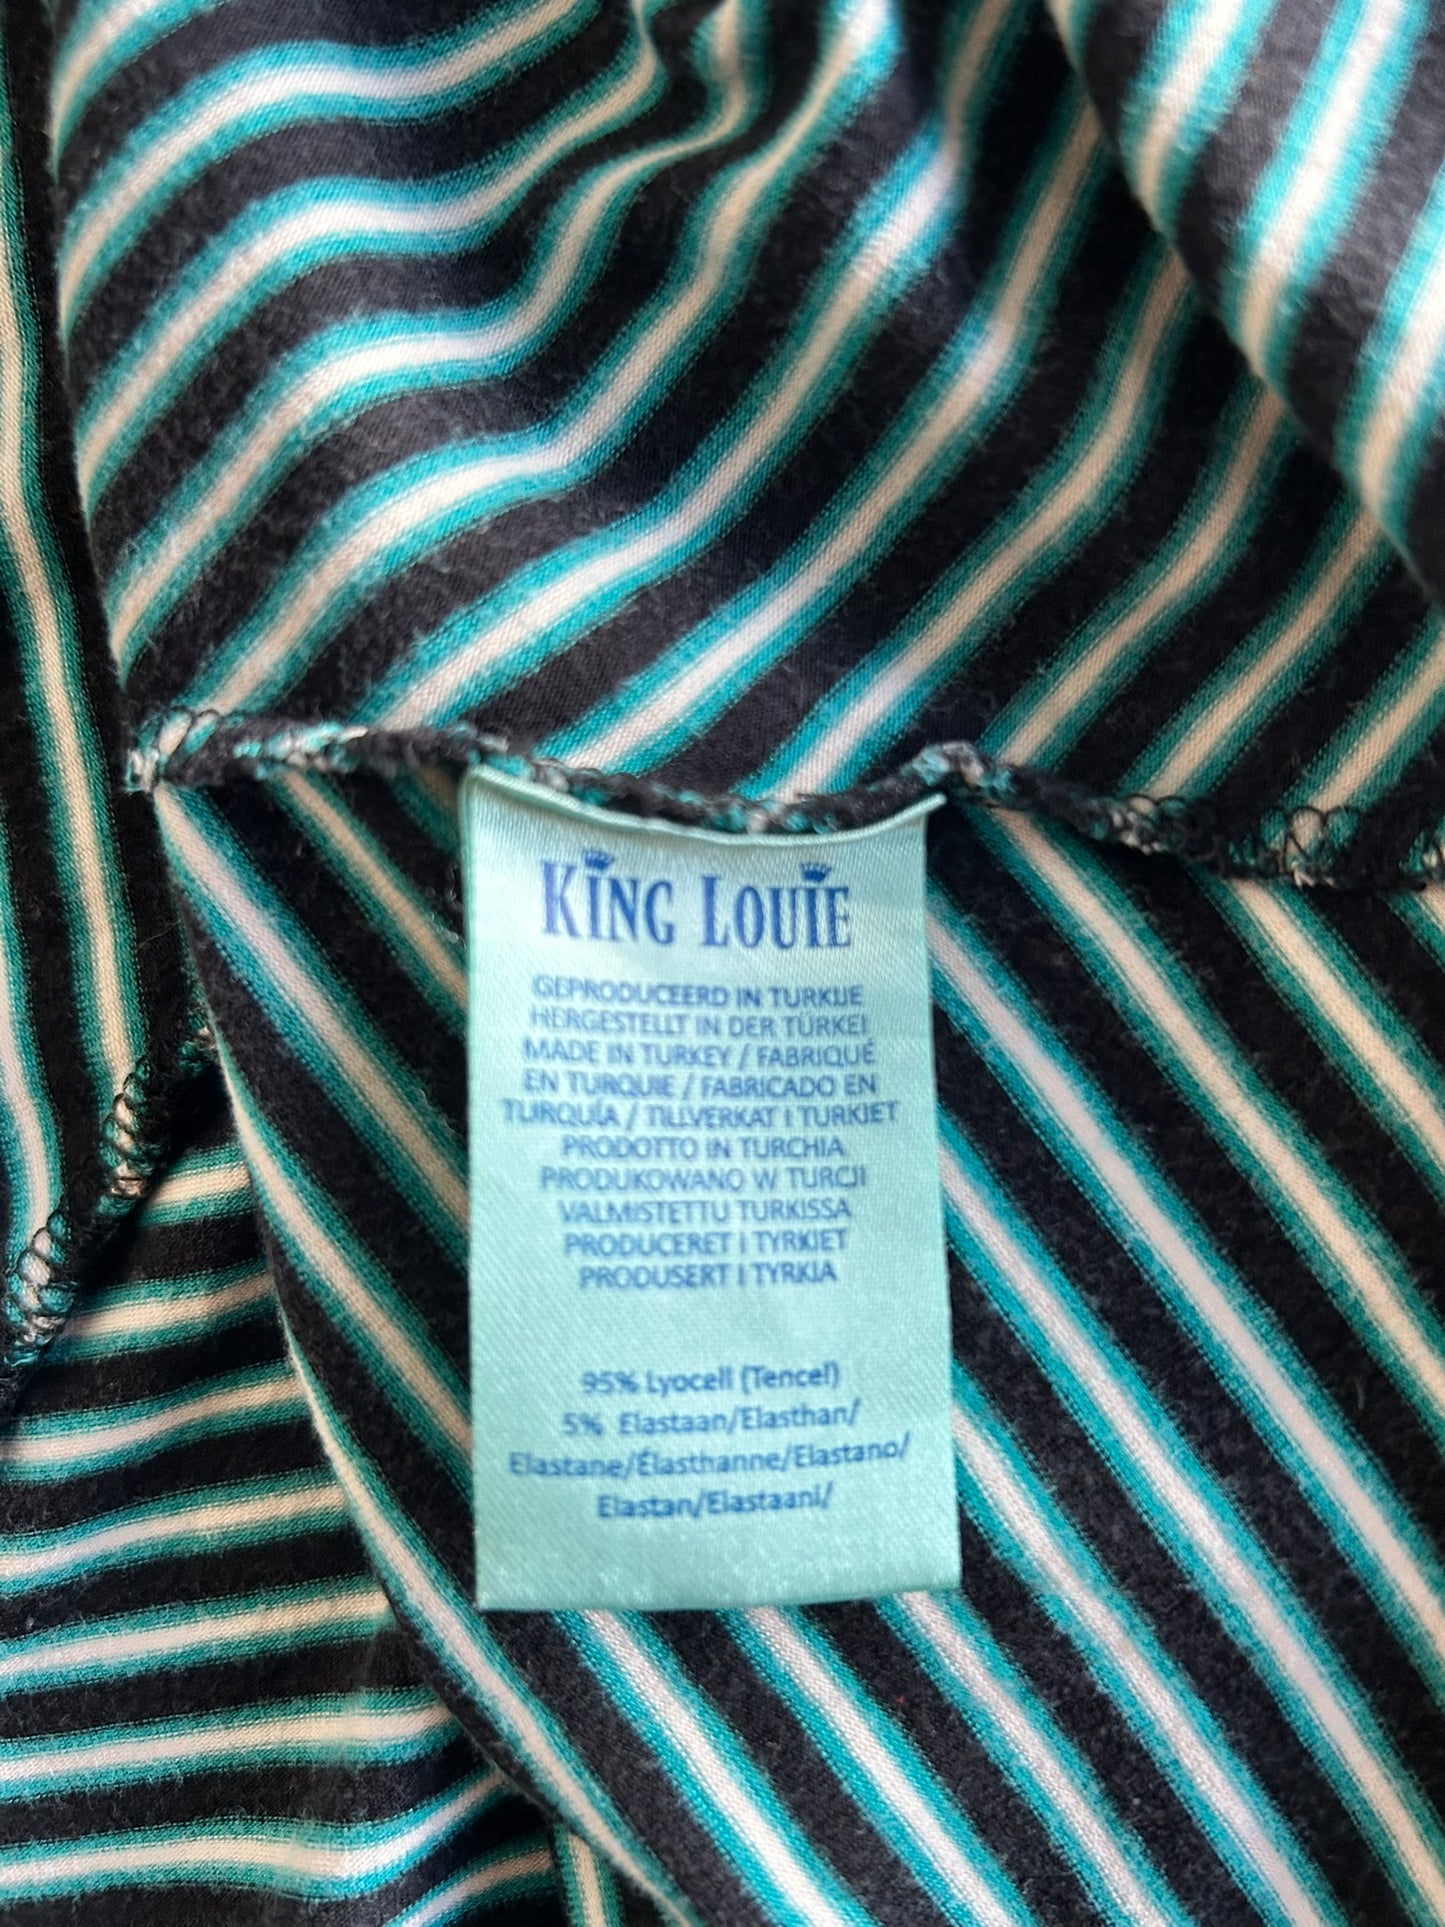 KING LOUIE
GEPRODUCEERD IN TURKIJE
HERGESTELLT IN DER TÜRKEI
MADE IN TURKEY / FABRIQUÉ
EN TURQUIE / FABRICADO EN
TURQUÍA / TILLVERKAT I TURKIET
PRODOTTO IN TURCHIA
PRODUKOWANO W TURCJI
VALMISTETTU TURKISSA
PRODUCERET I TYRKIET
PRODUSERT I TYRKIA
95% Lyocell (Tencel)
5% Elastaan/Elasthan/
Elastane/Élasthanne/Elastano/
Elastan/Elastaani/